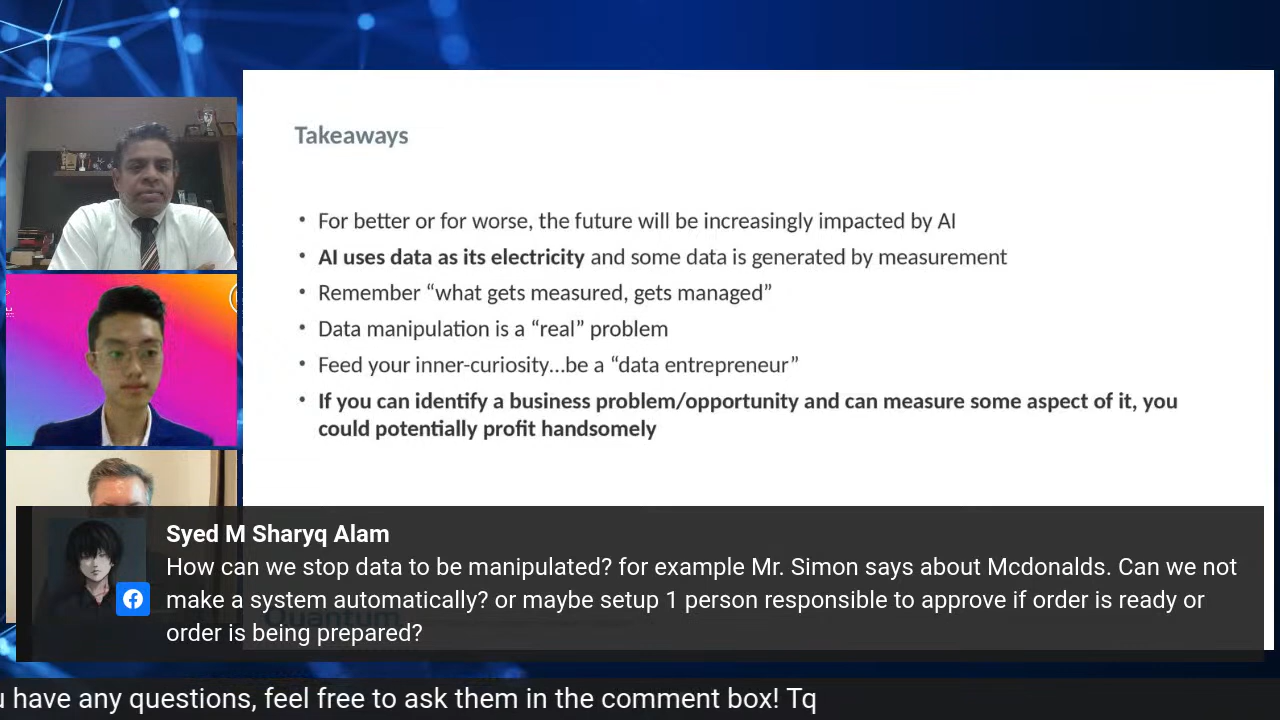 Takeaways
• For better or for worse, the future will be increasingly impacted by AI
• AI uses data as its electricity and some data is generated by measurement
• Remember “what gets measured, gets managed”
• Data manipulation is a “real” problem
• Feed your inner-curiosity...be a “data entrepreneur”
• If you can identify a business problem/opportunity and can measure some aspect of it, you
could potentially profit handsomely
Syed M Sharyq Alam
How can we stop data to be manipulated? for example Mr. Simon says about Mcdonalds. Can we not
make a system automatically? or maybe setup 1 person responsible to approve if order is ready or
order is being prepared?
Quantum
have any questions, feel free to ask them in the comment box! Tq